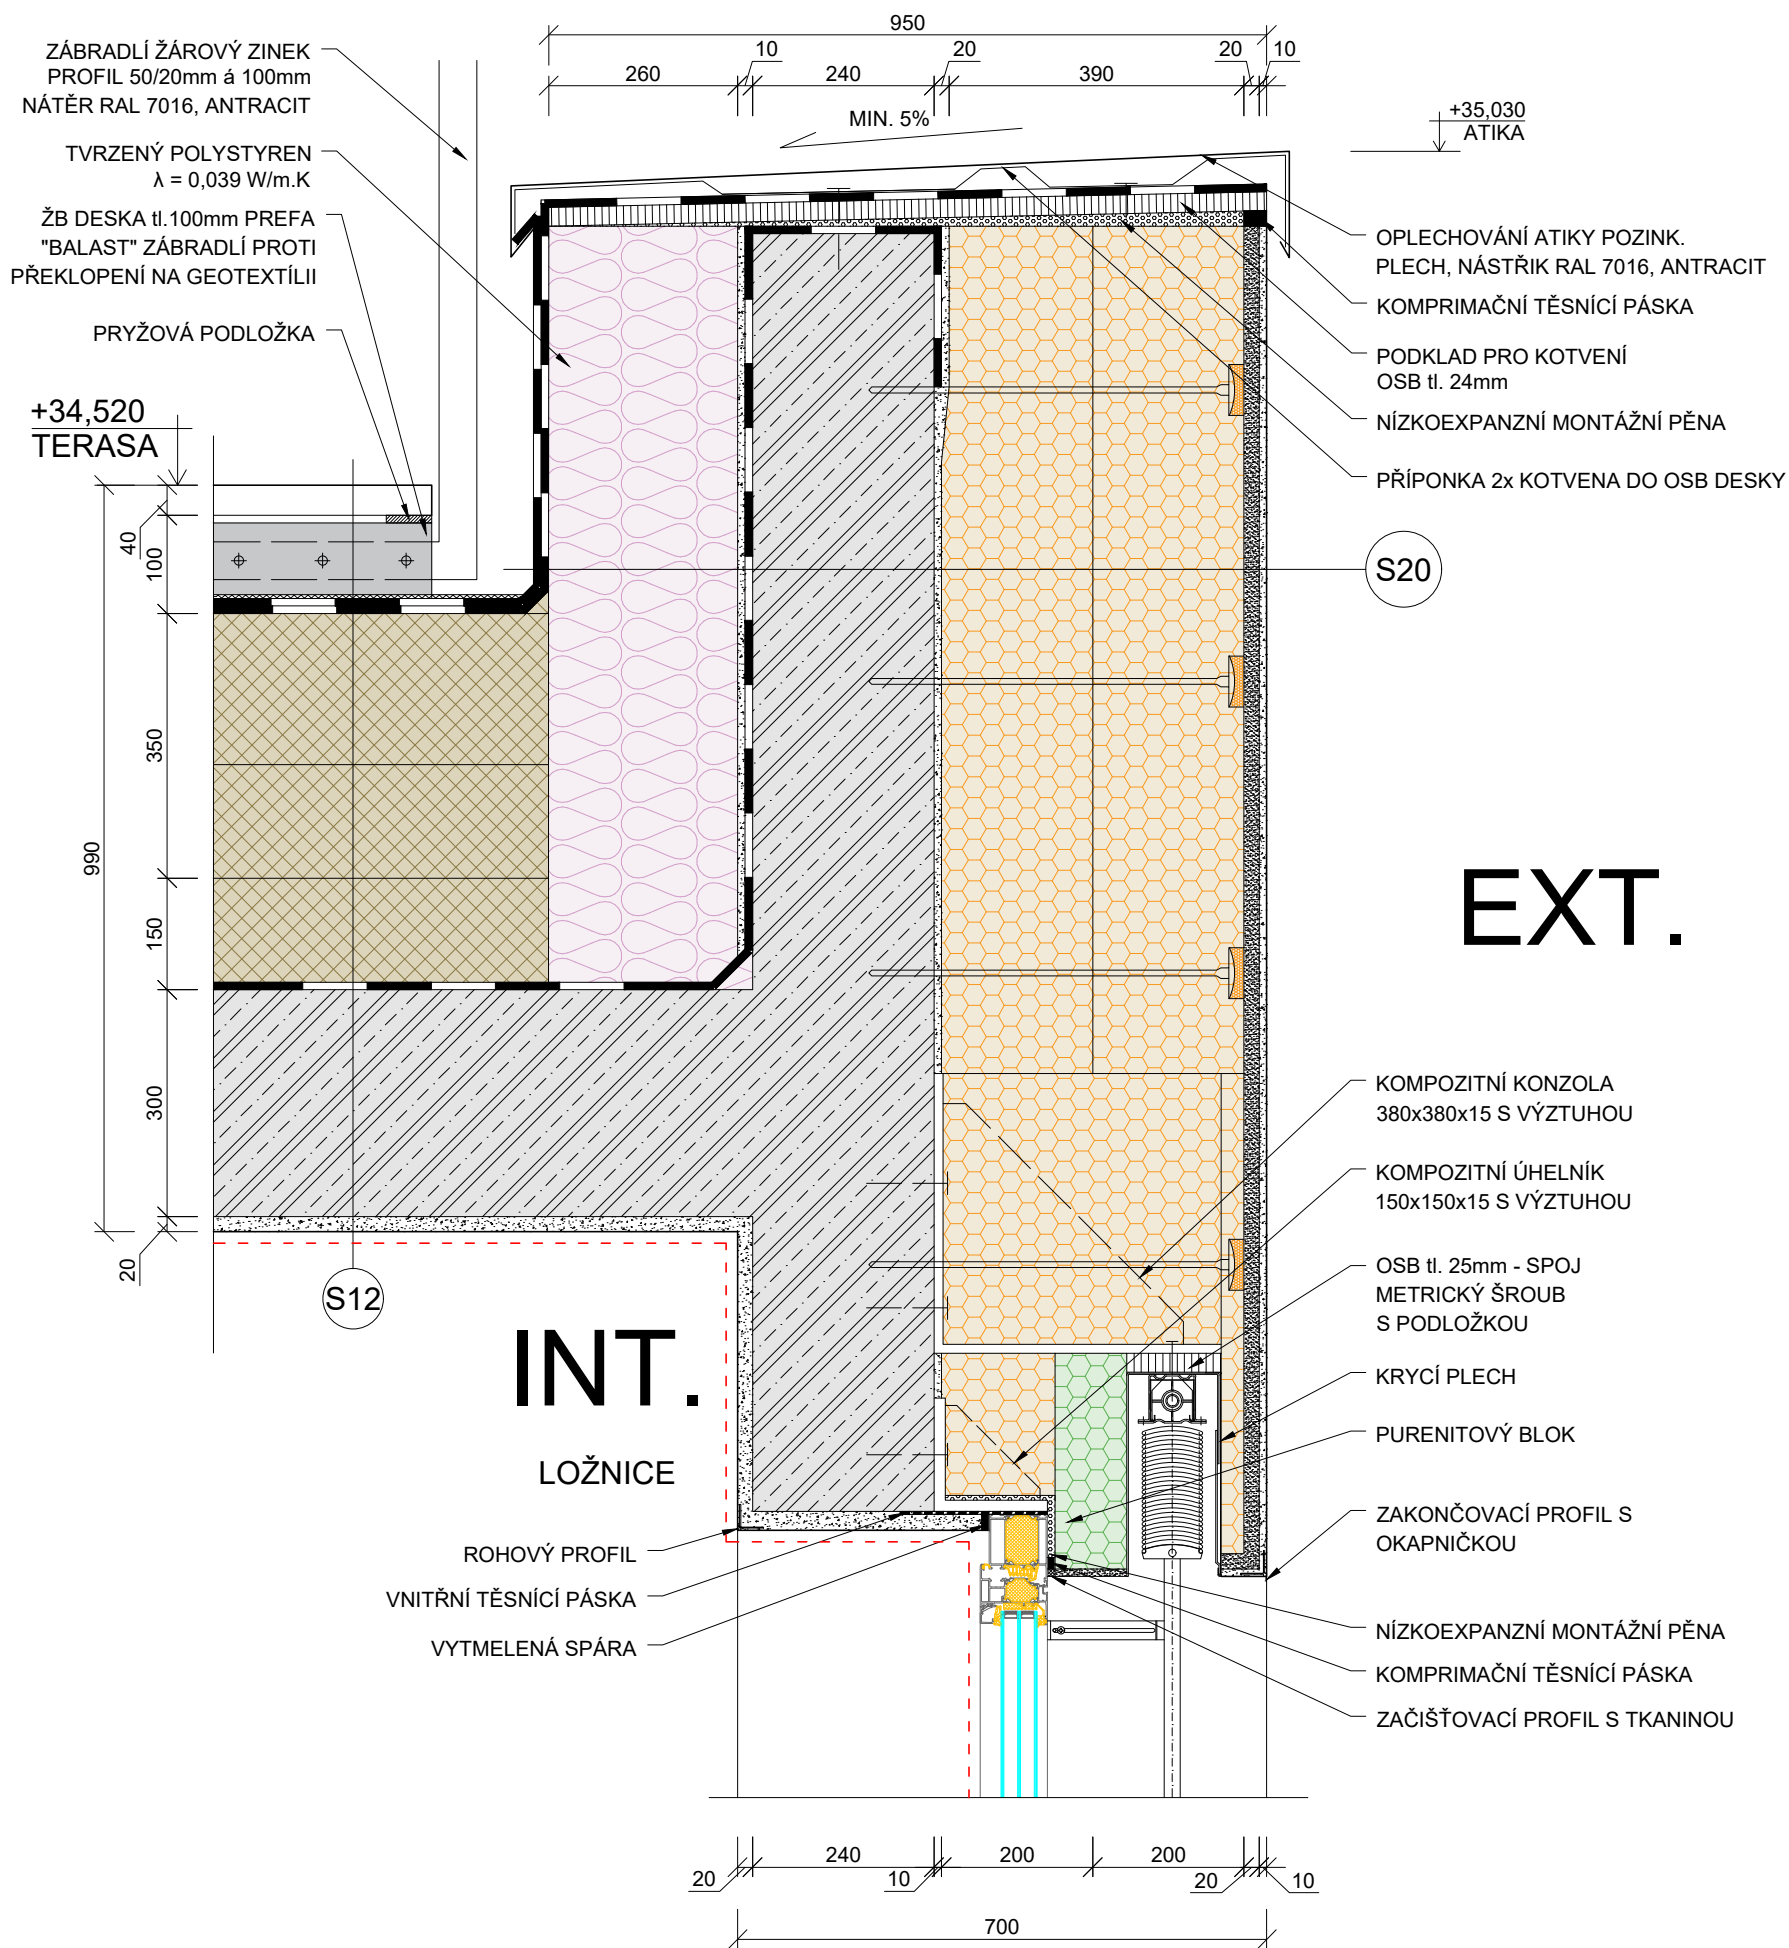 950
10
20
20
10
260
240
390
ZÁBRADLÍ ŽÁROVÝ ZINEK
PROFIL 50/20mm á 100mm
NÁTĚR RAL 7016, ANTRACIT
TVRZENÝ POLYSTYREN
λ = 0,039 W/m.K
ŽB DESKA tl.100mm PREFA
"BALAST" ZÁBRADLÍ PROTI
PŘEKLOPENÍ NA GEOTEXTÍLII
PRYŽOVÁ PODLOŽKA
MIN. 5%
+35,030
ATIKA
OPLECHOVÁNÍ ATIKY POZINK.
PLECH, NÁSTŘIK RAL 7016, ANTRACIT
KOMPRIMAČNÍ TĚSNÍCÍ PÁSKA
PODKLAD PRO KOTVENÍ
OSB tl. 24mm
NÍZKOEXPANZNÍ MONTÁŽNÍ PĚNA
PŘÍPONKA 2x KOTVENA DO OSB DESKY
+34,520
TERASA
40
100
350
990
150
300
20
S20
S12
EXT.
INT.
LOŽNICE
KOMPOZITNÍ KONZOLA
380x380x15 S VÝZTUHOU
KOMPOZITNÍ ÚHELNÍK
150x150x15 S VÝZTUHOU
OSB tl. 25mm - SPOJ
METRICKÝ ŠROUB
S PODLOŽKOU
KRYCÍ PLECH
PURENITOVÝ BLOK
ZAKONČOVACÍ PROFIL S
OKAPNIČKOU
ROHOVÝ PROFIL
VNITŘNÍ TĚSNÍCÍ PÁSKA
VYTMELENÁ SPÁRA
NÍZKOEXPANZNÍ MONTÁŽNÍ PĚNA
KOMPRIMAČNÍ TĚSNÍCÍ PÁSKA
ZAČIŠŤOVACÍ PROFIL S TKANINOU
240
200
200
20
10
20
10
700